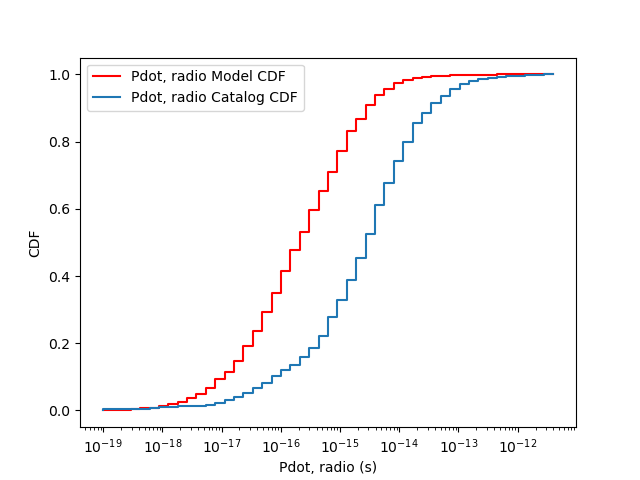 Pdot, radio Model CDF
Pdot, radio Catalog CDF
1.0
0.8
0.6
0.4
0.2
0.0
CDF
10⁻¹⁹ 10⁻¹⁸ 10⁻¹⁷ 10⁻¹⁶ 10⁻¹⁵ 10⁻¹⁴ 10⁻¹³ 10⁻¹²
Pdot, radio (s)